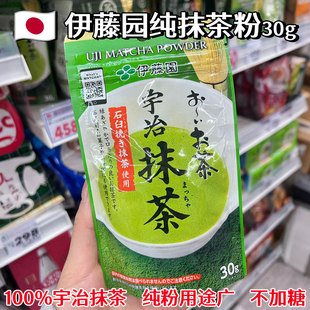 伊藤园纯抹茶粉30g
UJI MATCHA POWDER
伊藤園
お〜いお茶
宇治抹茶
まっちゃ
石臼挽き抹茶
使用
30g
298
100%宇治抹茶 纯粉用途广 不加糖